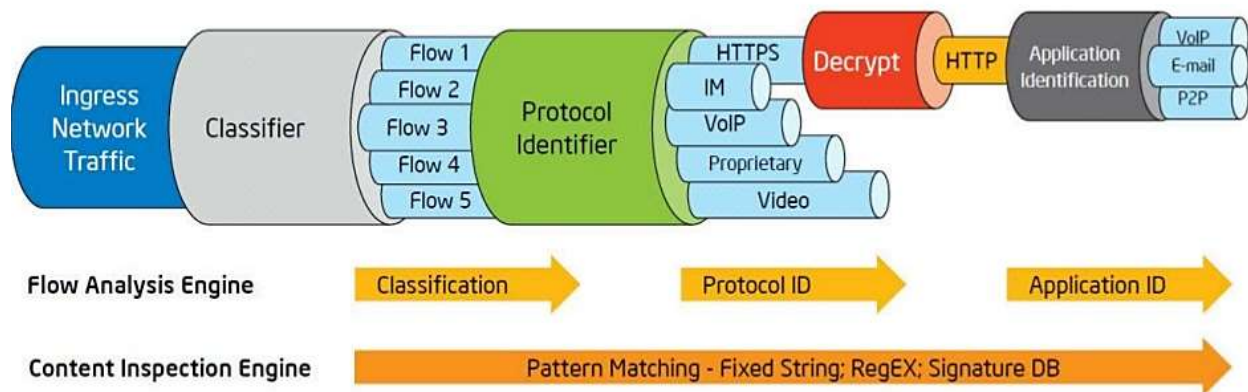 Ingress
Network
Traffic
Classifier
Flow 1
Flow 2
Flow 3
Flow 4
Flow 5
Protocol
Identifier
HTTPS
IM
VoIP
Proprietary
Video
Decrypt
HTTP
Application
Identification
VoIP
E-mail
P2P
Flow Analysis Engine
Classification
Protocol ID
Application ID
Content Inspection Engine
Pattern Matching - Fixed String; RegEX; Signature DB